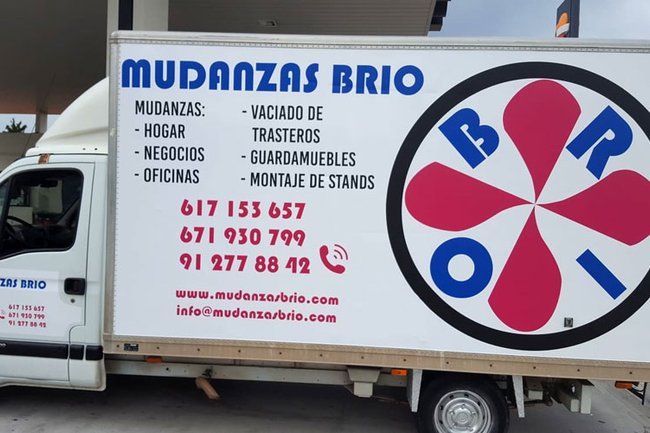 MUDANZAS BRIO
MUDANZAS:
- HOGAR
- NEGOCIOS
- OFICINAS
- VACIADO DE
TRASTEROS
- GUARDAMUEBLES
- MONTAJE DE STANDS
617 153 657
671 930 799
91 277 88 42
www.mudanzasbrio.com
info@mudanzasbrio.com
B R
O I
ZAS BRIO
617 153 657
671 930 799
91 277 88 42